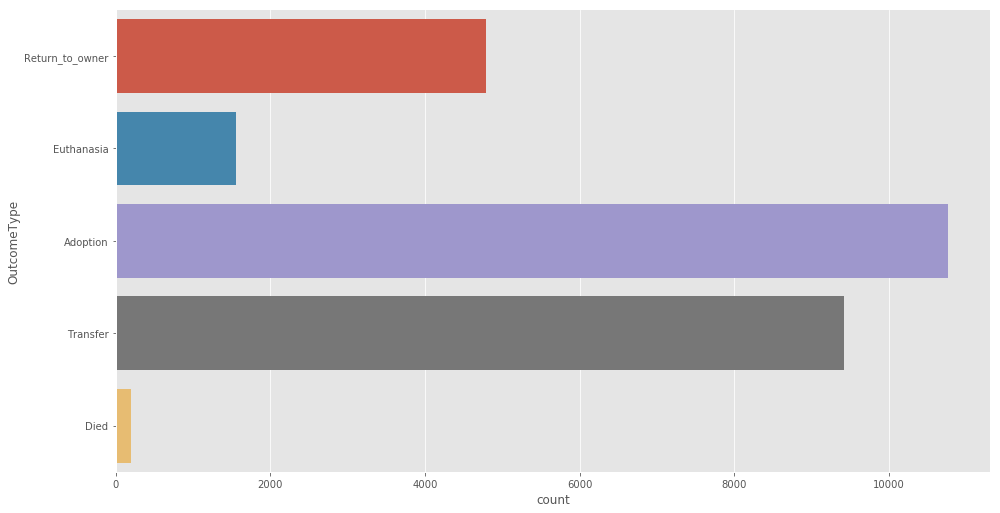 Return_to_owner
Euthanasia
Adoption
Transfer
Died
OutcomeType
0 2000 4000 6000 8000 10000
count